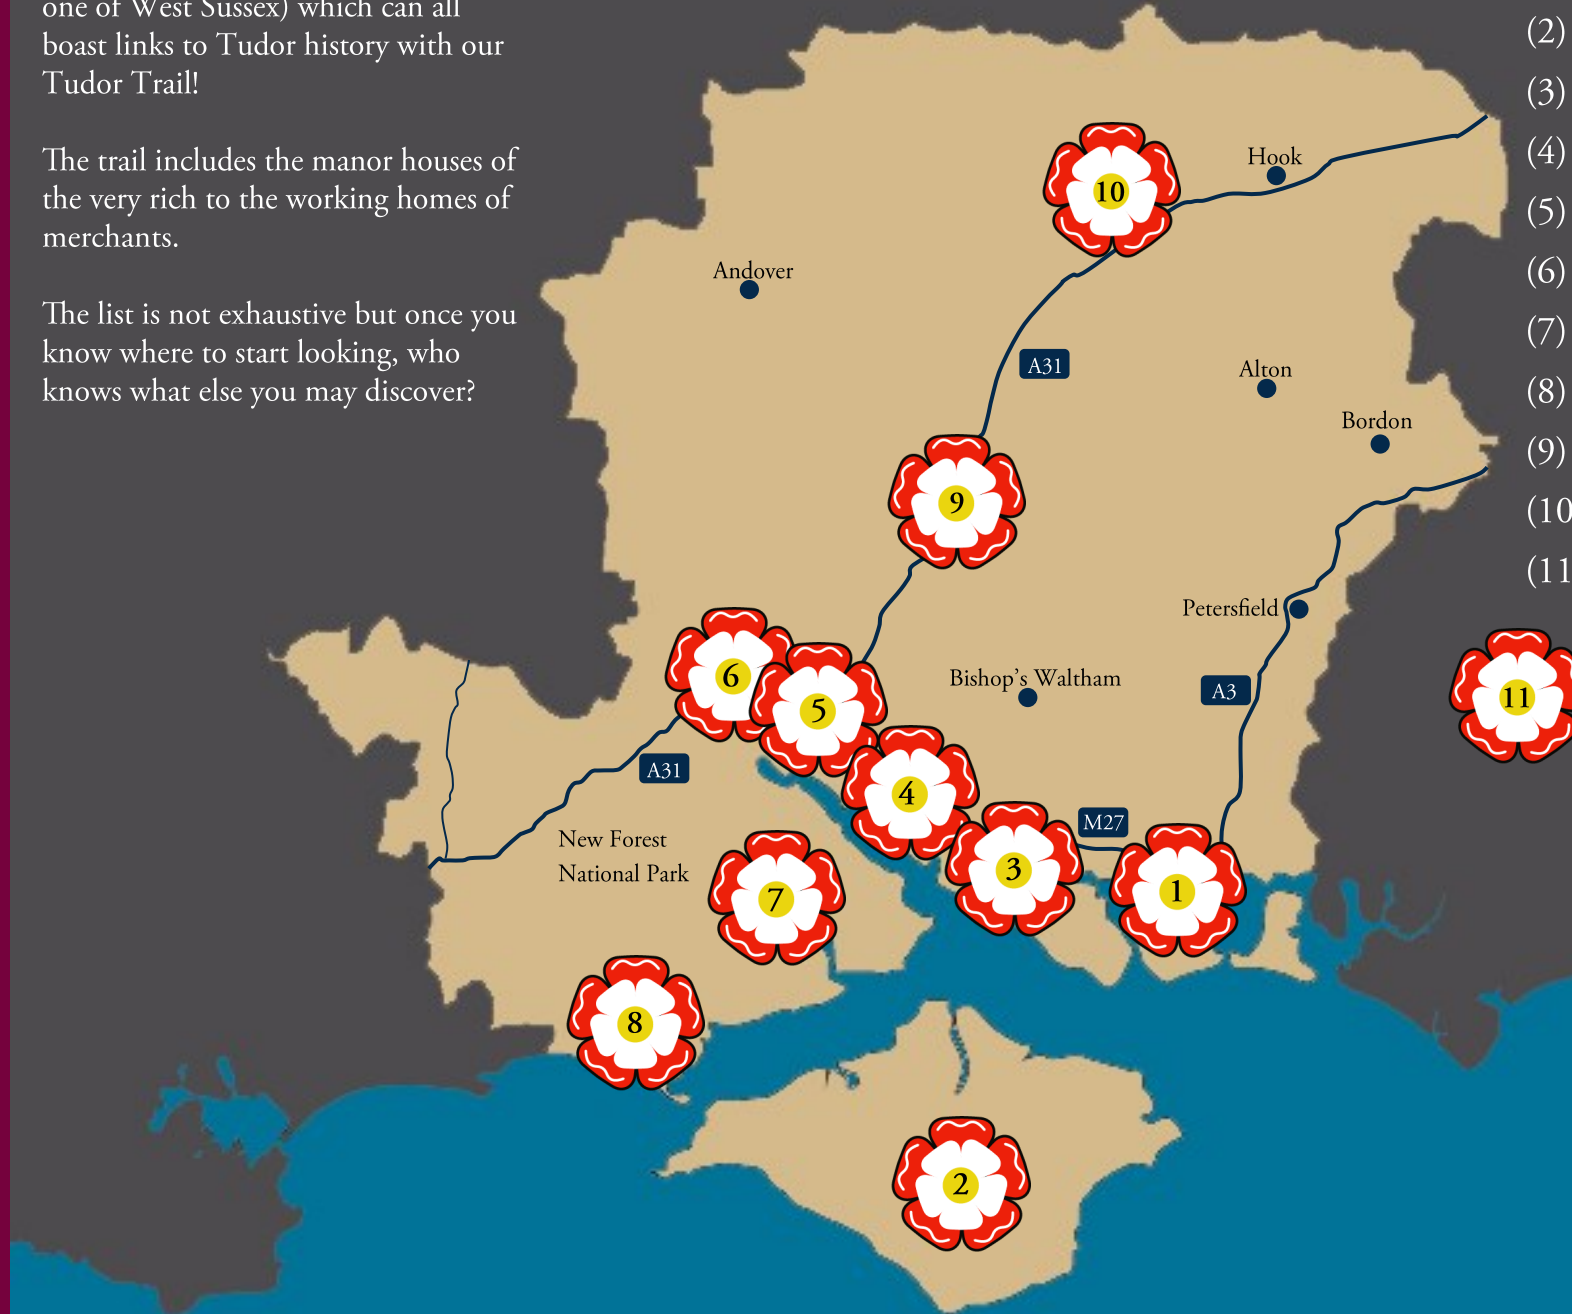 one of West Sussex) which can all
boast links to Tudor history with our
Tudor Trail!
The trail includes the manor houses of
the very rich to the working homes of
merchants.
The list is not exhaustive but once you
know where to start looking, who
knows what else you may discover?
(2)
(3)
(4)
(5)
(6)
(7)
(8)
(9)
(10
(11
10
Hook
Andover
A31
Alton
Bordon
9
Petersfield
6
5
Bishop's Waltham
A3
11
A31
4
M27
New Forest
National Park
3
1
7
8
2